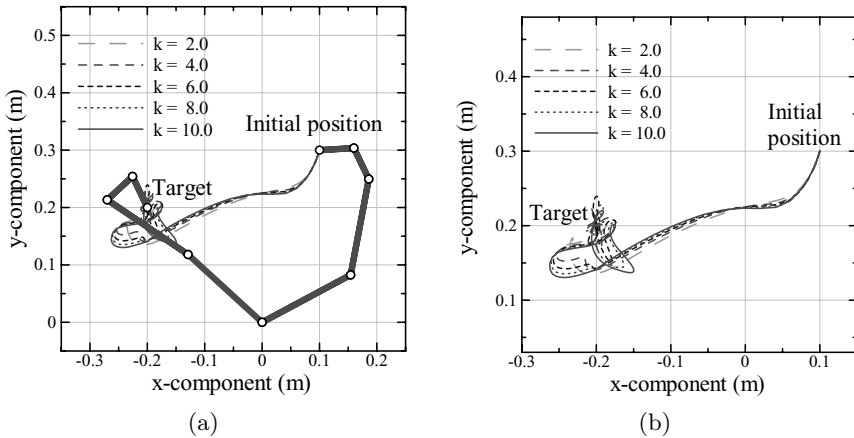 0.5
0.4
0.3
0.2
0.1
0
y-component (m)
k = 2.0
k = 4.0
k = 6.0
k = 8.0
k = 10.0
Initial position
Target
-0.3
-0.2
-0.1
0
0.1
0.2
x-component (m)
(a)
0.4
0.3
0.2
0.1
y-component (m)
k = 2.0
k = 4.0
k = 6.0
k = 8.0
k = 10.0
Initial
position
Target
-0.3
-0.2
-0.1
0
0.1
x-component (m)
(b)